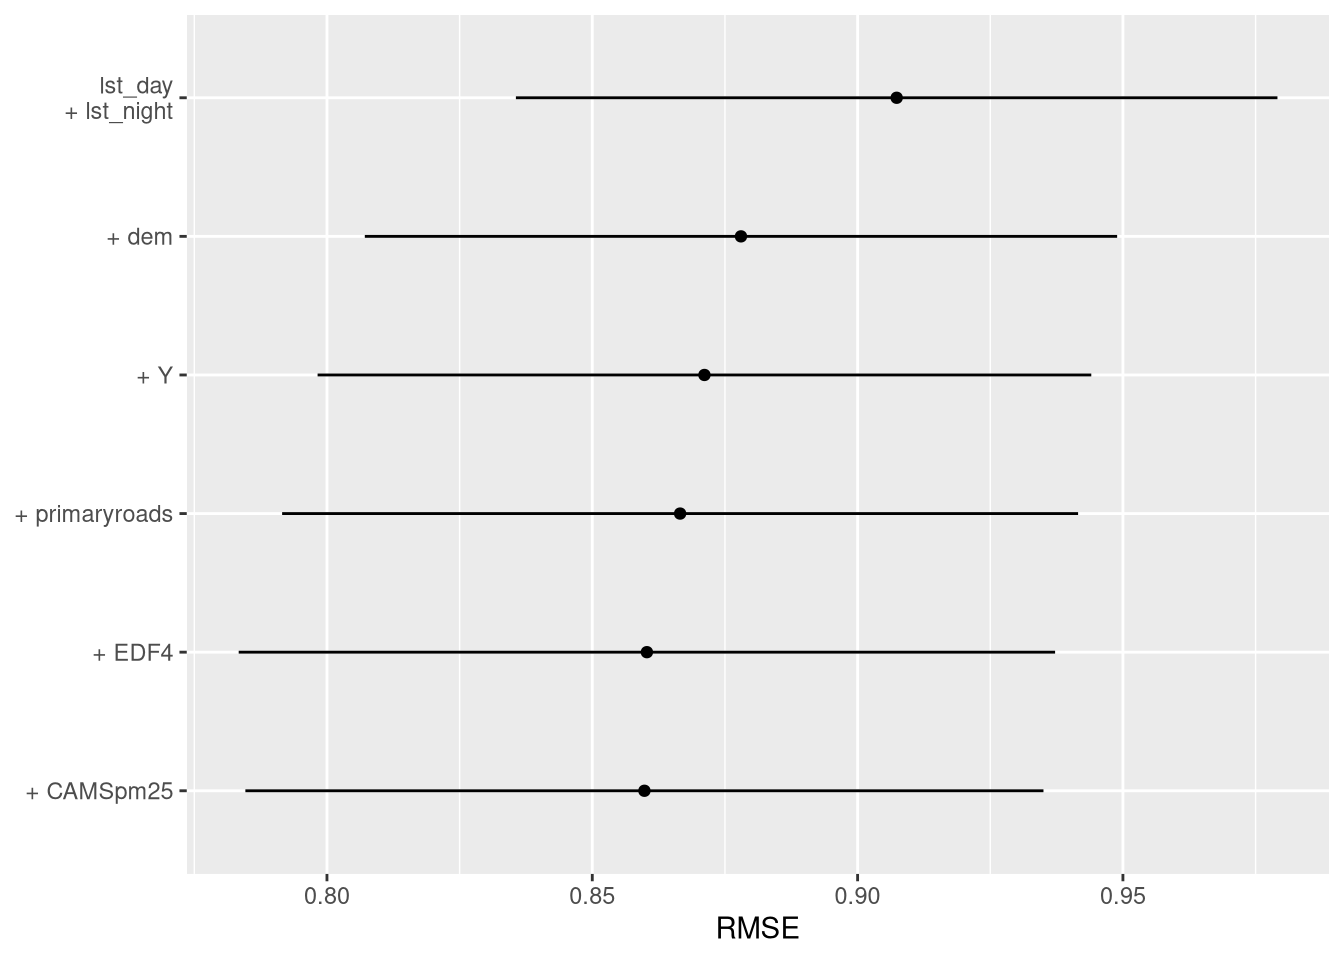 lst_day
+ lst_night
+ dem
+ Y
+ primaryroads
+ EDF4
+ CAMSpm25
0.80 0.85 0.90 0.95
RMSE